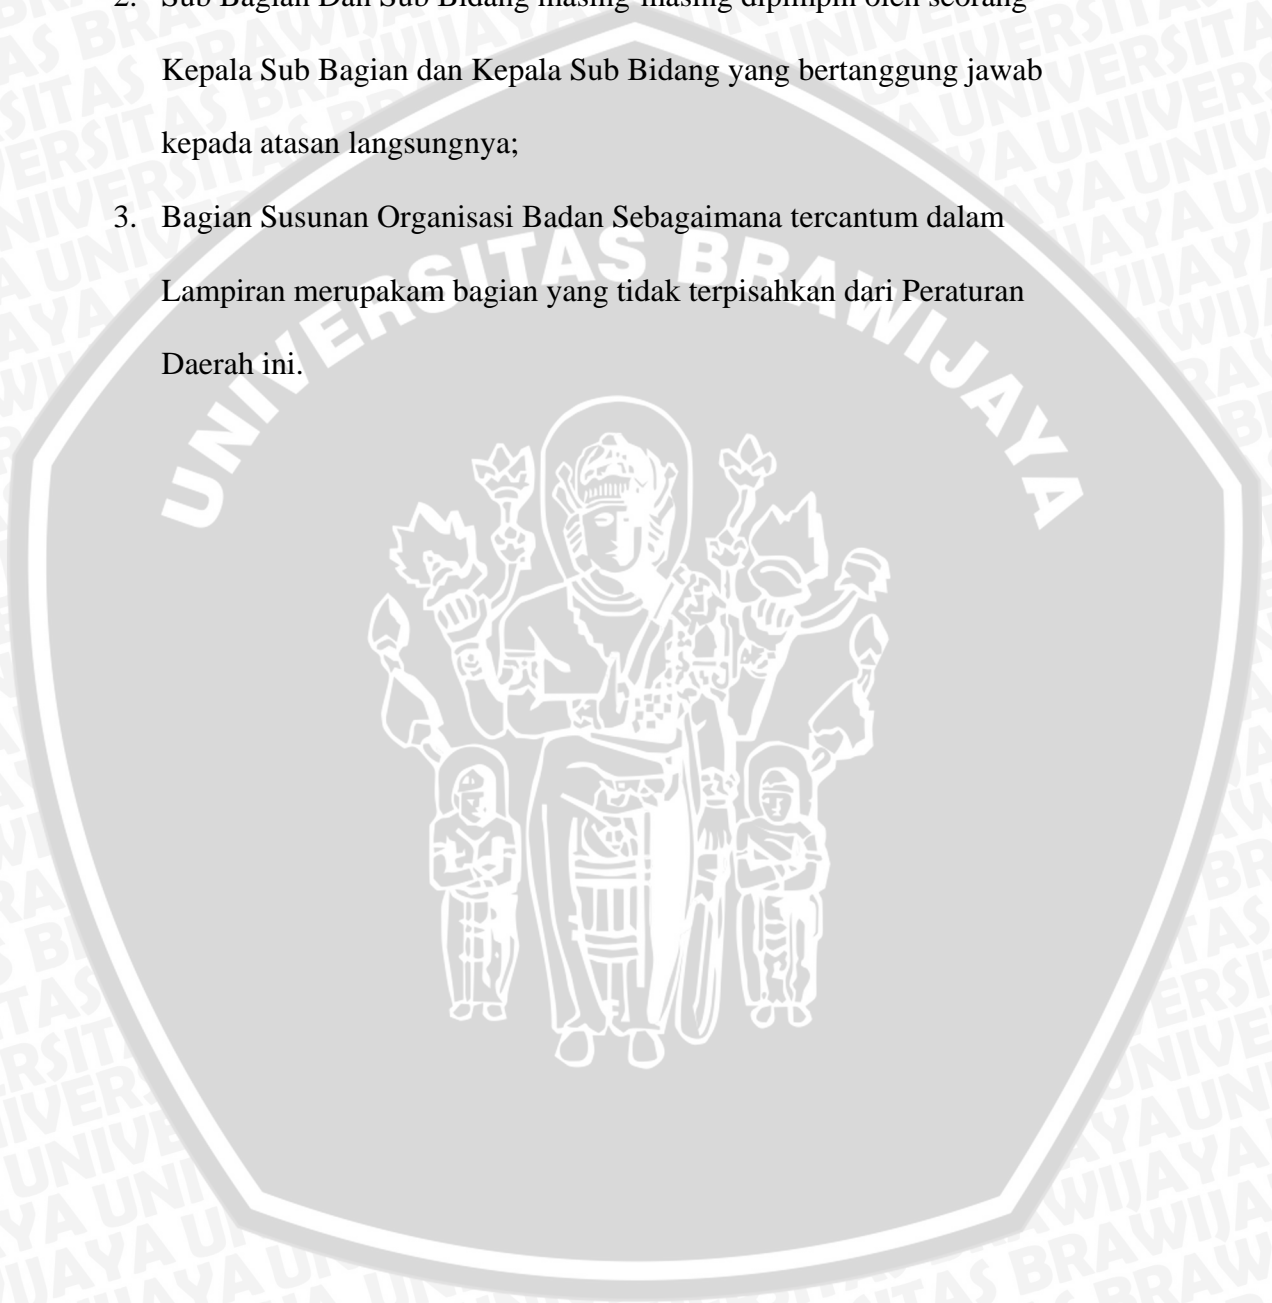 2. Sub Bagian Dan Sub Bidang masing-masing dipimpin oleh seorang
Kepala Sub Bagian dan Kepala Sub Bidang yang bertanggung jawab
kepada atasan langsungnya;
3. Bagian Susunan Organisasi Badan Sebagaimana tercantum dalam
Lampiran merupakam bagian yang tidak terpisahkan dari Peraturan
Daerah ini.
UNIVERSITAS BRAWIJAYA